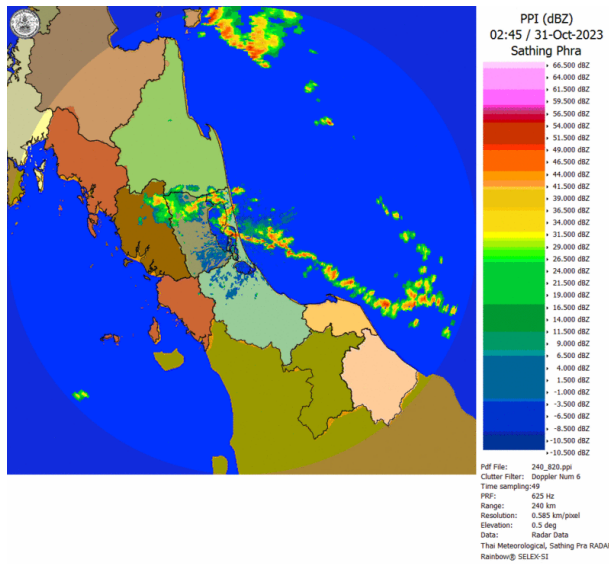 PPI (dBZ)
02:45 / 31-Oct-2023
Sathing Phra
66.500 dBZ
64.000 dBZ
61.500 dBZ
59.500 dBZ
56.500 dBZ
54.000 dBZ
51.500 dBZ
49.000 dBZ
46.500 dBZ
44.000 dBZ
41.500 dBZ
39.000 dBZ
36.500 dBZ
34.000 dBZ
31.500 dBZ
29.000 dBZ
26.500 dBZ
24.000 dBZ
21.500 dBZ
19.000 dBZ
16.500 dBZ
14.000 dBZ
11.500 dBZ
9.000 dBZ
6.500 dBZ
4.000 dBZ
1.500 dBZ
-1.000 dBZ
-3.500 dBZ
-6.500 dBZ
-8.500 dBZ
-10.500 dBZ
-10.500 dBZ
Pdf File: 240_820.ppi
Clutter Filter: Doppler Num 6
Time sampling:49
PRF: 625 Hz
Range: 240 km
Resolution: 0.585 km/pixel
Elevation: 0.5 deg
Data: Radar Data
Thai Meteorological, Sathing Pra RADA
Rainbow® SELEX-SI